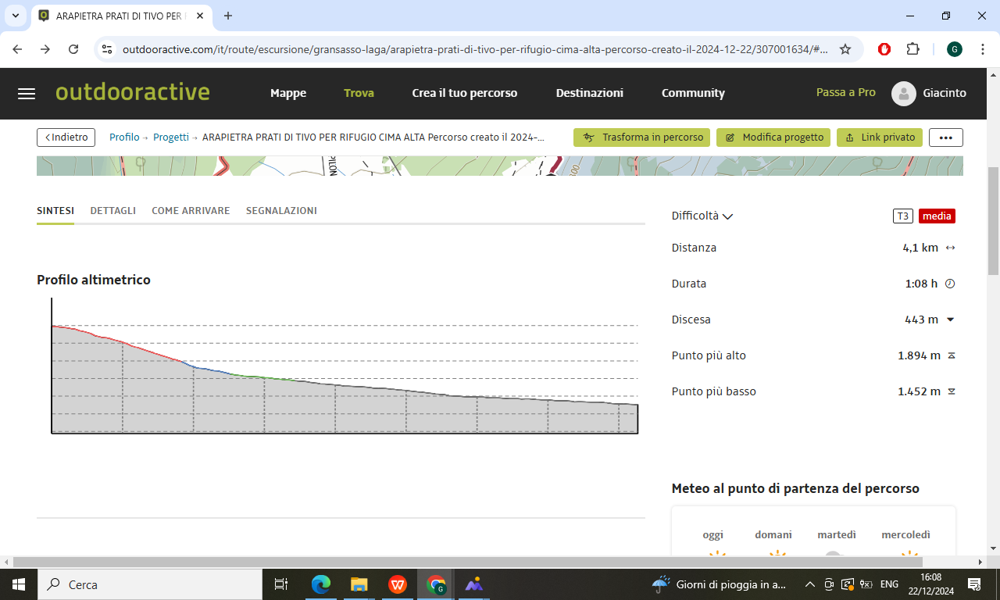 ARAPIETRA PRATI DI TIVO PER
outdooractive.com/it/route/escursione/gransasso-laga/arapietra-prati-di-tivo-per-rifugio-cima-alta-percorso-creato-il-2024-12-22/307001634/#...
G
outdooractive
Mappe
Trova
Crea il tuo percorso
Destinazioni
Community
Passa a Pro
Giacinto
Indietro
Profilo → Progetti → ARAPIETRA PRATI DI TIVO PER RIFUGIO CIMA ALTA Percorso creato il 2024-...
Trasforma in percorso
Modifica progetto
Link privato
SINTESI
DETTAGLI
COME ARRIVARE
SEGNALAZIONI
Profilo altimetrico
Difficoltà
T3
media
Distanza
4,1 km
Durata
1:08 h
Discesa
443 m
Punto più alto
1.894 m
Punto più basso
1.452 m
Meteo al punto di partenza del percorso
oggi
domani
martedì
mercoledì
Cerca
Giorni di pioggia in a...
ENG
16:08
22/12/2024